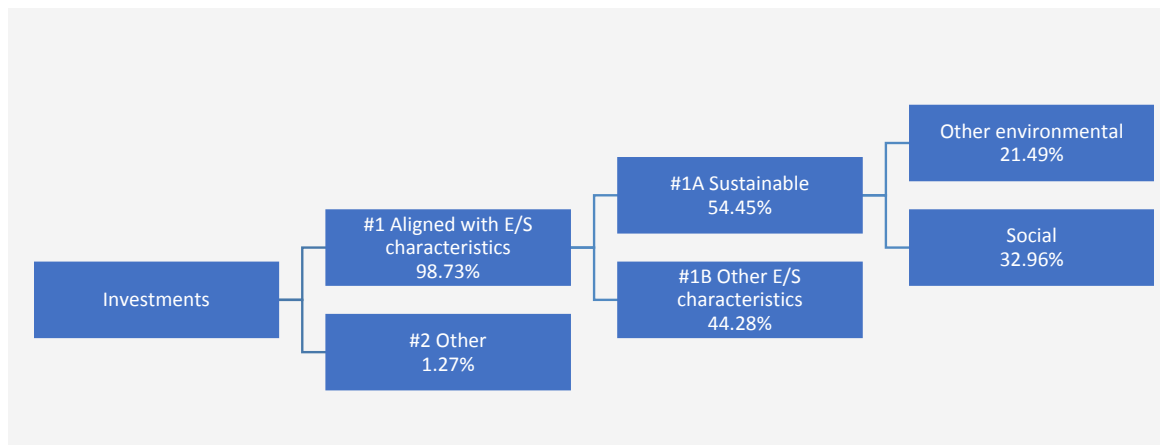 Investments
#1 Aligned with E/S
characteristics
98.73%
#2 Other
1.27%
#1A Sustainable
54.45%
#1B Other E/S
characteristics
44.28%
Other environmental
21.49%
Social
32.96%